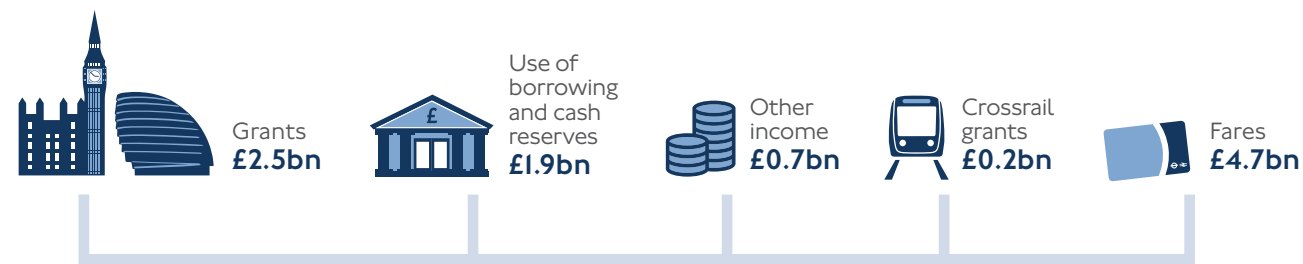 Grants
£2.5bn
Use of
borrowing
and cash
reserves
£1.9bn
£
Other
income
£0.7bn
Crossrail
grants
£0.2bn
Fares
£4.7bn